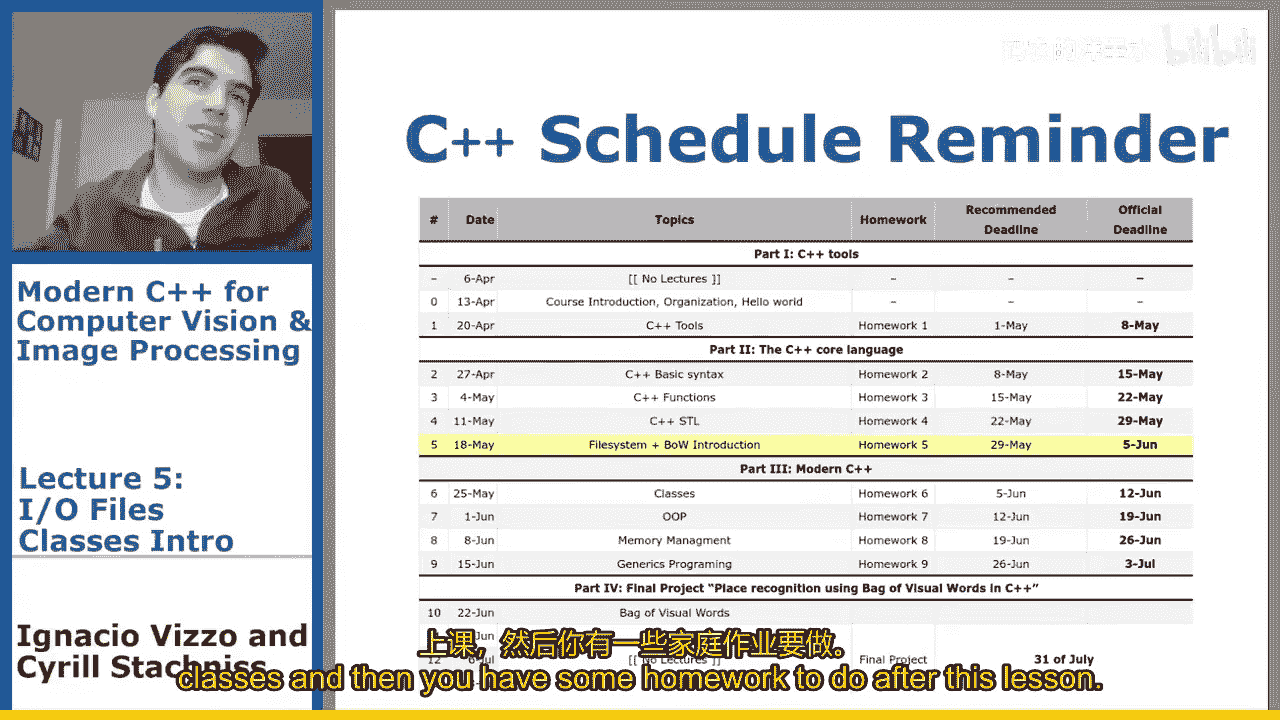 C++ Schedule Reminder
# Date Topics Homework Recommended Deadline Official Deadline
Part I: C++ tools
– 6-Apr [[ No Lectures ]] – – –
0 13-Apr Course Introduction, Organization, Hello world – – –
1 20-Apr C++ Tools Homework 1 1-May 8-May
Part II: The C++ core language
2 27-Apr C++ Basic syntax Homework 2 8-May 15-May
3 4-May C++ Functions Homework 3 15-May 22-May
4 11-May C++ STL Homework 4 22-May 29-May
5 18-May Filesystem + BoW Introduction Homework 5 29-May 5-Jun
Part III: Modern C++
6 25-May Classes Homework 6 5-Jun 12-Jun
7 1-Jun OOP Homework 7 12-Jun 19-Jun
8 8-Jun Memory Managment Homework 8 19-Jun 26-Jun
9 15-Jun Generics Programing Homework 9 26-Jun 3-Jul
Part IV: Final Project “Place recognition using Bag of Visual Words in C++”
10 22-Jun Bag of Visual Words
12 [[ No Lectures ]] Final Project 31 of July
Modern C++ for
Computer Vision &
Image Processing
Lecture 5:
I/O Files
Classes Intro
Ignacio Vizzo and
Cyrill Stachniss
上课，然后你有一些家庭作业要做。
classes and then you have some homework to do after this lesson.
bilibili